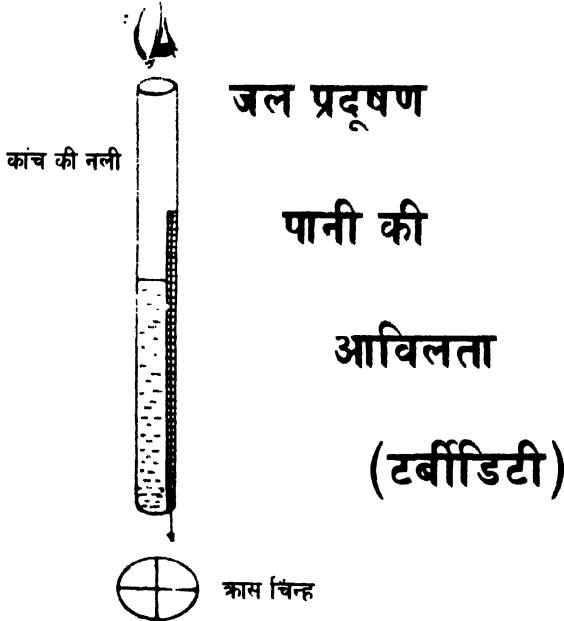 जल प्रदूषण
कांच की नली
पानी की
आविलता
(टर्बीडिटी)
क्रास चिन्ह